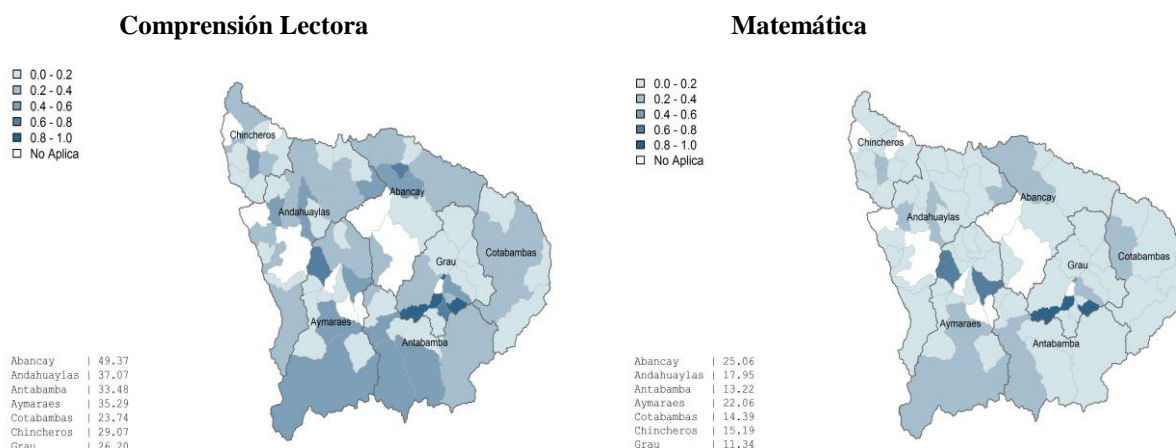 Comprensión Lectora
0.0 - 0.2
0.2 - 0.4
0.4 - 0.6
0.6 - 0.8
0.8 - 1.0
No Aplica
Chincheros
Abancay
Andahuaylas
Cotabambas
Grau
Aymaraes
Antabamba
Abancay | 49.37
Andahuaylas | 37.07
Antabamba | 33.48
Aymaraes | 35.29
Cotabambas | 23.74
Chincheros | 29.07
Grau | 26.20
Matemática
0.0 - 0.2
0.2 - 0.4
0.4 - 0.6
0.6 - 0.8
0.8 - 1.0
No Aplica
Chincheros
Abancay
Andahuaylas
Cotabambas
Grau
Aymaraes
Antabamba
Abancay | 25.06
Andahuaylas | 17.95
Antabamba | 13.22
Aymaraes | 22.06
Cotabambas | 14.39
Chincheros | 15.19
Grau | 11.34